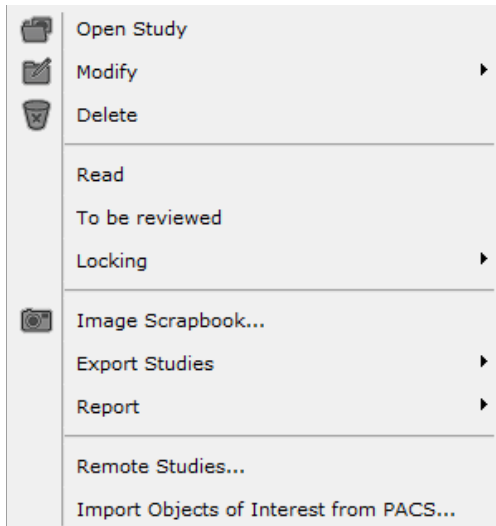 Open Study
Modify
Delete
Read
To be reviewed
Locking
Image Scrapbook...
Export Studies
Report
Remote Studies...
Import Objects of Interest from PACS...